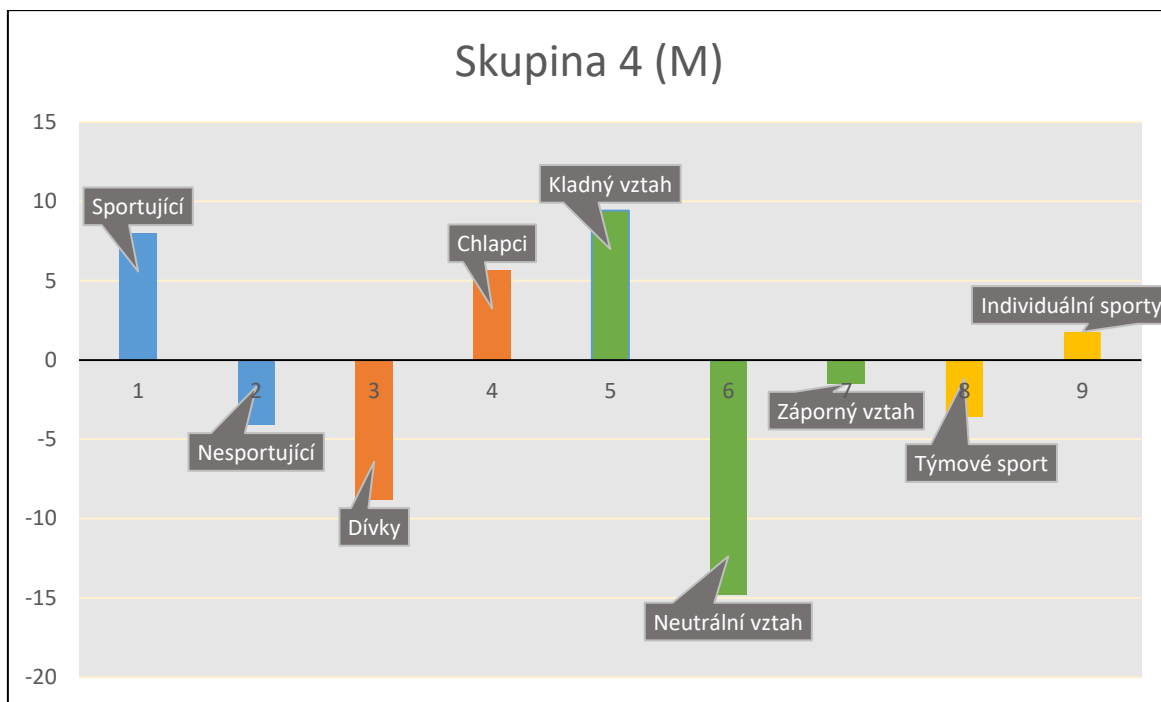 Skupina 4 (M)
15
10
5
0
-5
-10
-15
-20
1
2
3
4
5
6
7
8
9
Sportující
Nesportující
Dívky
Chlapci
Kladný vztah
Neutrální vztah
Záporný vztah
Týmové sport
Individuální sporty